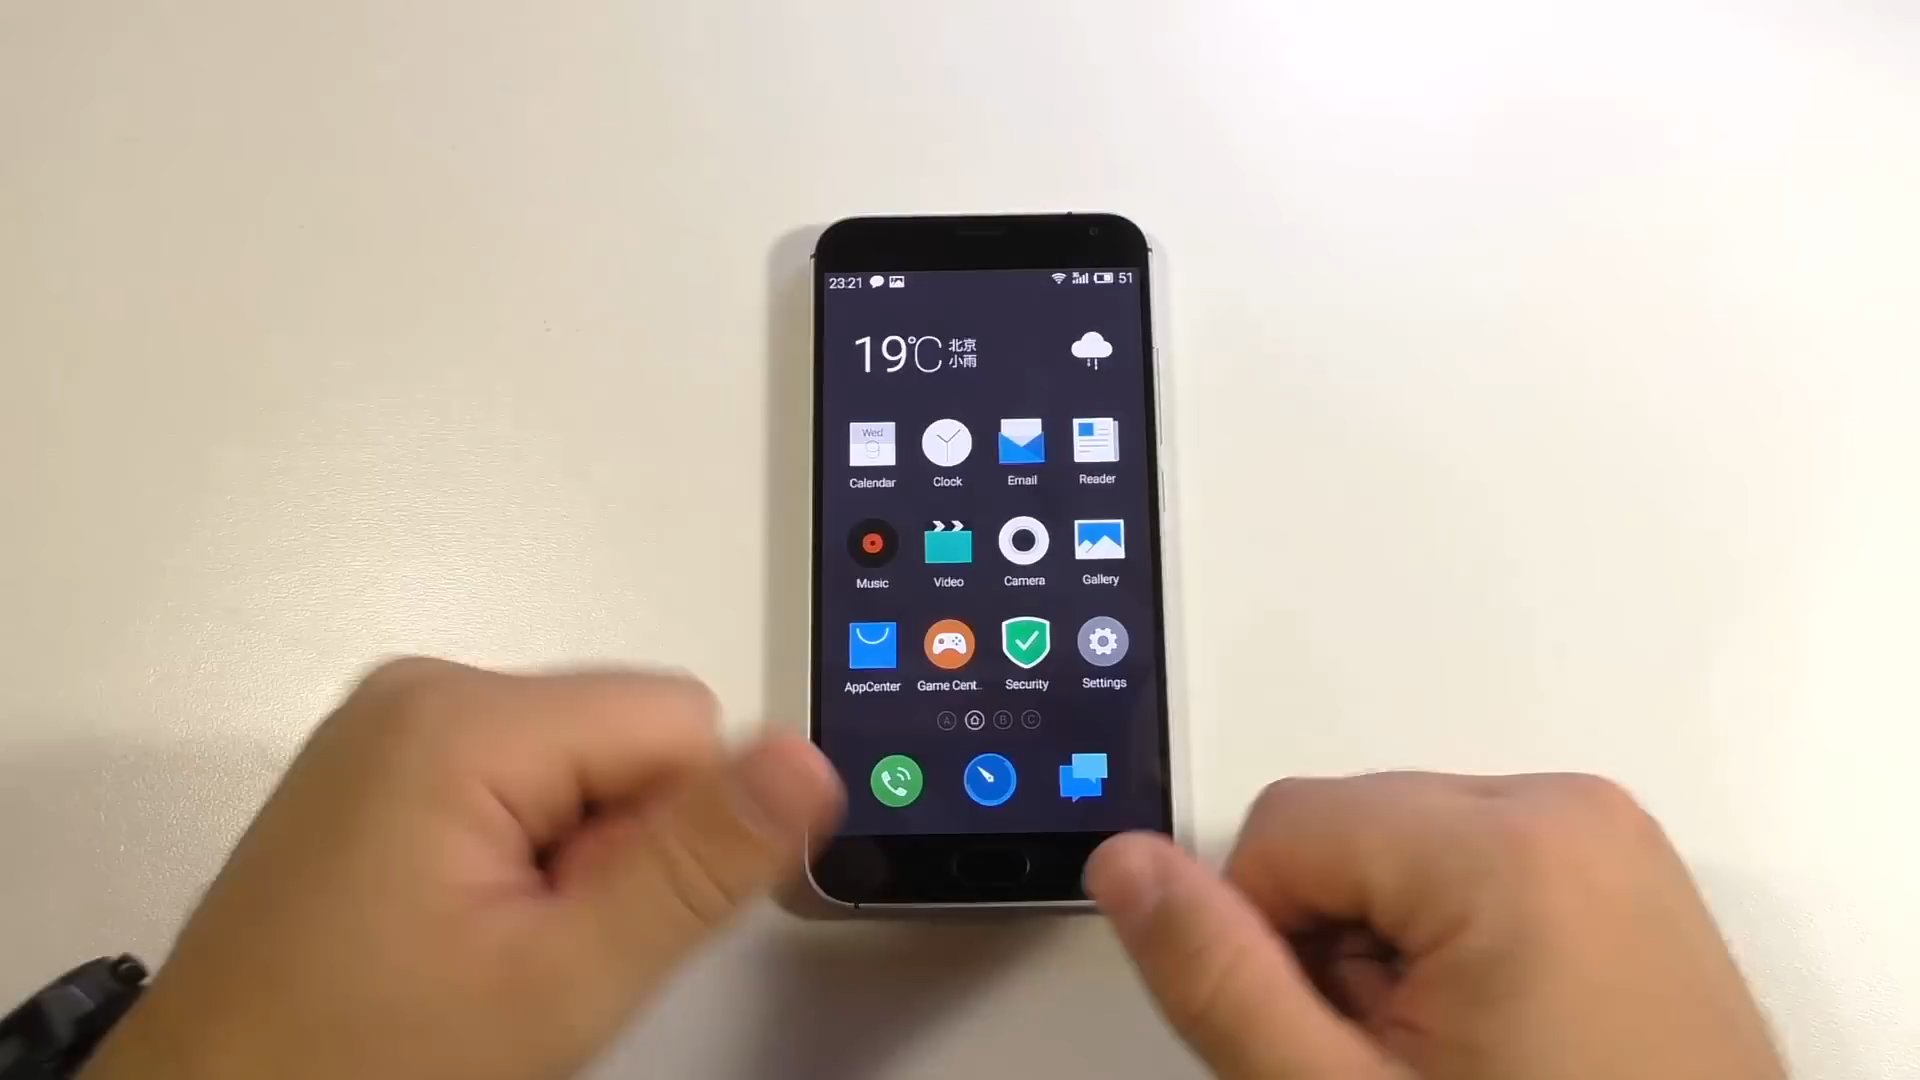 23:21 51
19℃ 北京
小雨
Wed
9
Calendar Clock Email Reader
Music Video Camera Gallery
AppCenter Game Cent.. Security Settings
A B C